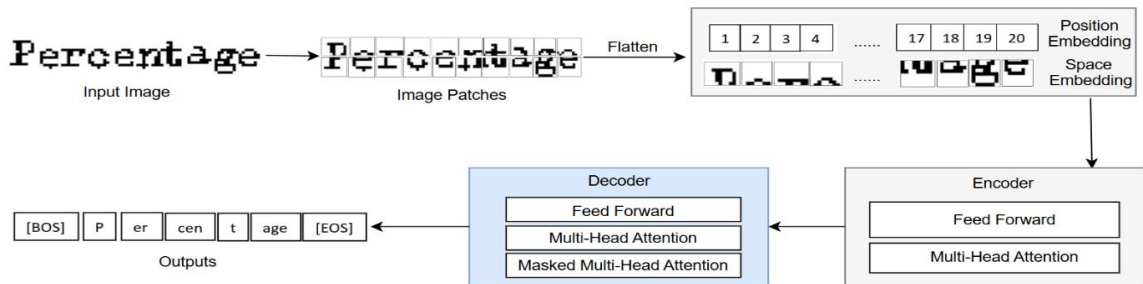 Percentage
Input Image
Percentage
Image Patches
Flatten
1 2 3 4 ...... 17 18 19 20
Position Embedding
......
Space Embedding
Encoder
Feed Forward
Multi-Head Attention
Decoder
Feed Forward
Multi-Head Attention
Masked Multi-Head Attention
[BOS] P er cen t age [EOS]
Outputs